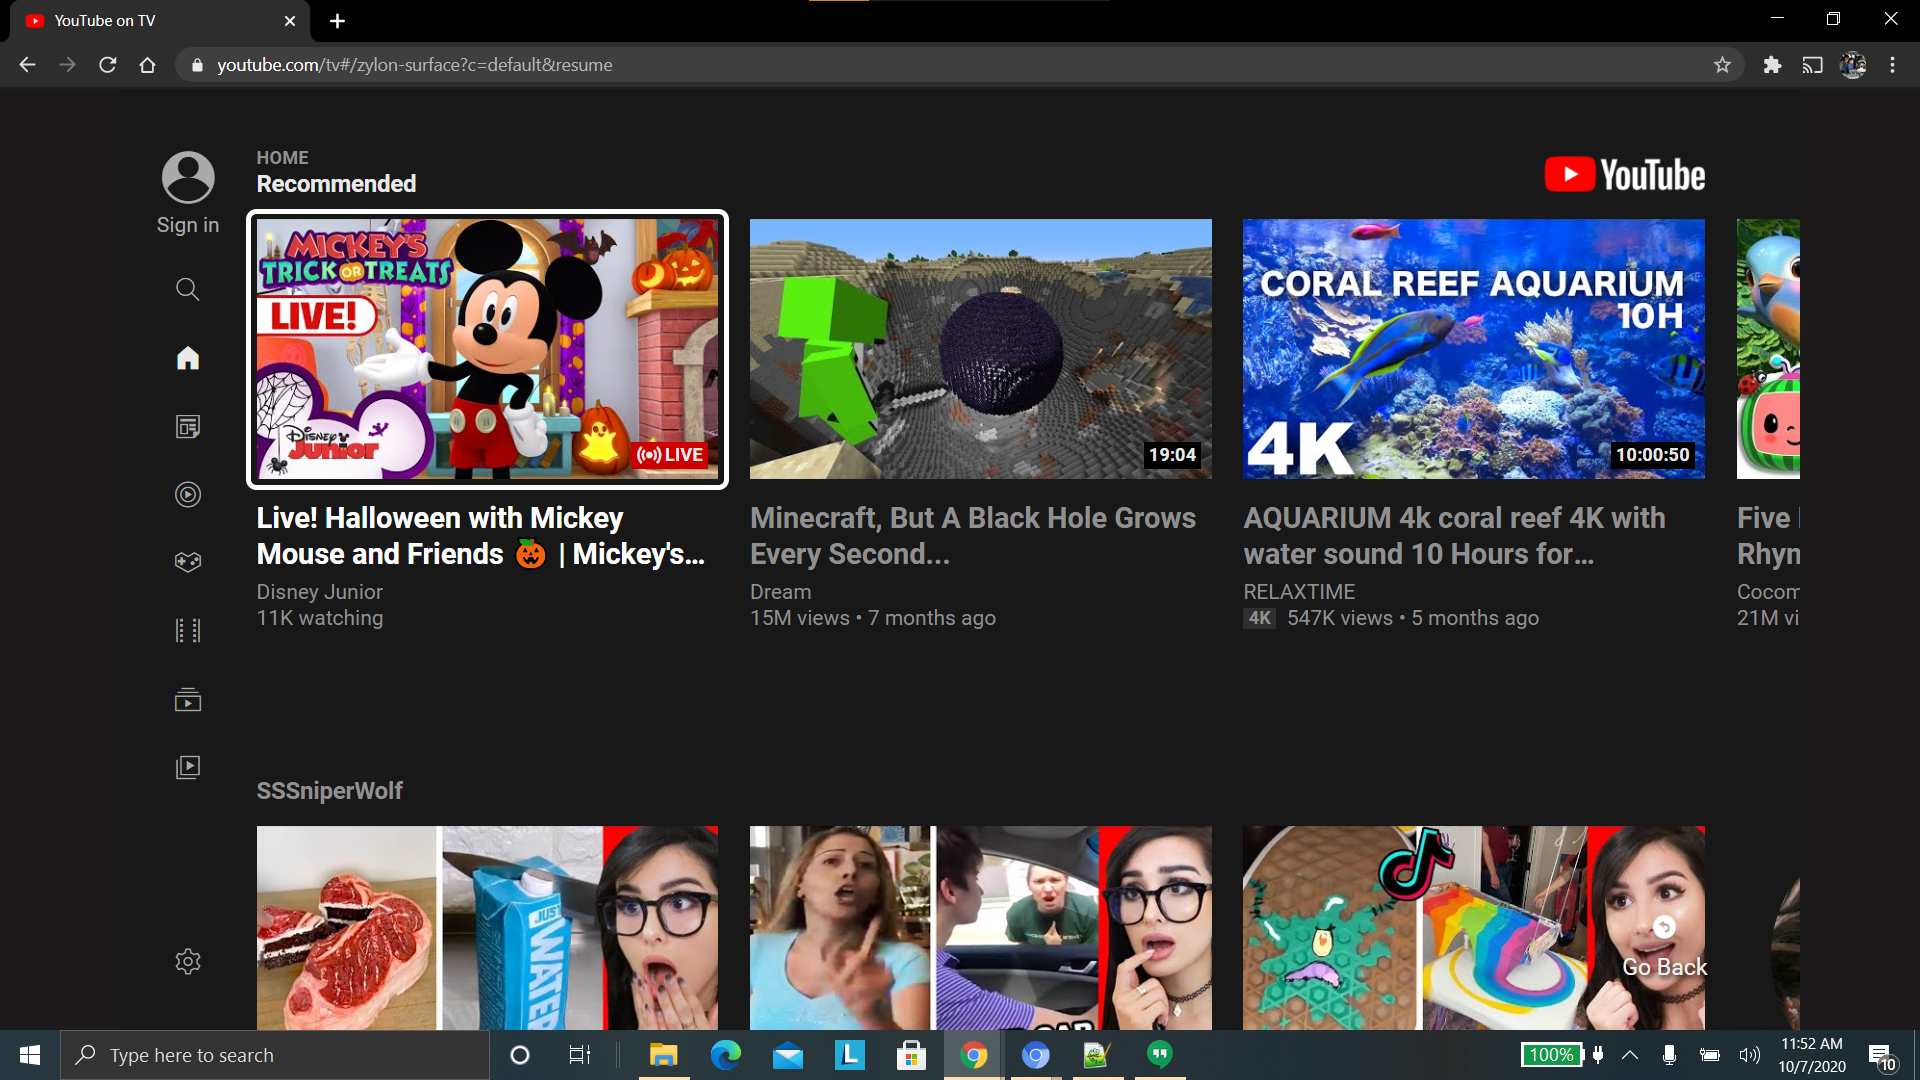 YouTube on TV
youtube.com/tv#/zylon-surface?c=default&resume
HOME
Recommended
YouTube
Sign in
MICKEY'S
TRICK OR TREATS
LIVE!
Disney
Junior
LIVE
19:04
CORAL REEF AQUARIUM
10H
4K
10:00:50
Live! Halloween with Mickey
Mouse and Friends 🎃 | Mickey's...
Disney Junior
11K watching
Minecraft, But A Black Hole Grows
Every Second...
Dream
15M views • 7 months ago
AQUARIUM 4k coral reef 4K with
water sound 10 Hours for...
RELAXTIME
4K 547K views • 5 months ago
Five
Rhyn
Cocom
21M vi
SSSniperWolf
JUST
WATER
Go Back
Type here to search
L
100%
11:52 AM
10/7/2020
10